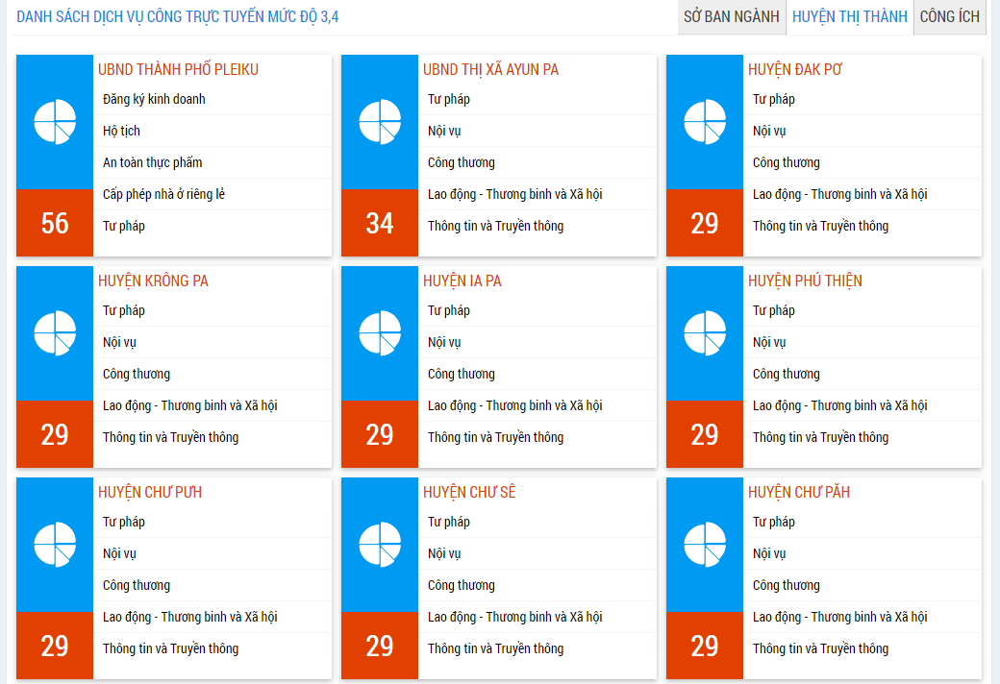 DANH SÁCH DỊCH VỤ CÔNG TRỰC TUYẾN MỨC ĐỘ 3,4
SỞ BAN NGÀNH
HUYỆN THỊ THÀNH
CÔNG ÍCH
UBND THÀNH PHỐ PLEIKU
Đăng ký kinh doanh
Hộ tịch
An toàn thực phẩm
Cấp phép nhà ở riêng lẻ
Tư pháp
56
UBND THỊ XÃ AYUN PA
Tư pháp
Nội vụ
Công thương
Lao động - Thương binh và Xã hội
Thông tin và Truyền thông
34
HUYỆN ĐAK PƠ
Tư pháp
Nội vụ
Công thương
Lao động - Thương binh và Xã hội
Thông tin và Truyền thông
29
HUYỆN KRÔNG PA
Tư pháp
Nội vụ
Công thương
Lao động - Thương binh và Xã hội
Thông tin và Truyền thông
29
HUYỆN IA PA
Tư pháp
Nội vụ
Công thương
Lao động - Thương binh và Xã hội
Thông tin và Truyền thông
29
HUYỆN PHÚ THIỆN
Tư pháp
Nội vụ
Công thương
Lao động - Thương binh và Xã hội
Thông tin và Truyền thông
29
HUYỆN CHƯ PƯH
Tư pháp
Nội vụ
Công thương
Lao động - Thương binh và Xã hội
Thông tin và Truyền thông
29
HUYỆN CHƯ SÊ
Tư pháp
Nội vụ
Công thương
Lao động - Thương binh và Xã hội
Thông tin và Truyền thông
29
HUYỆN CHƯ PĂH
Tư pháp
Nội vụ
Công thương
Lao động - Thương binh và Xã hội
Thông tin và Truyền thông
29